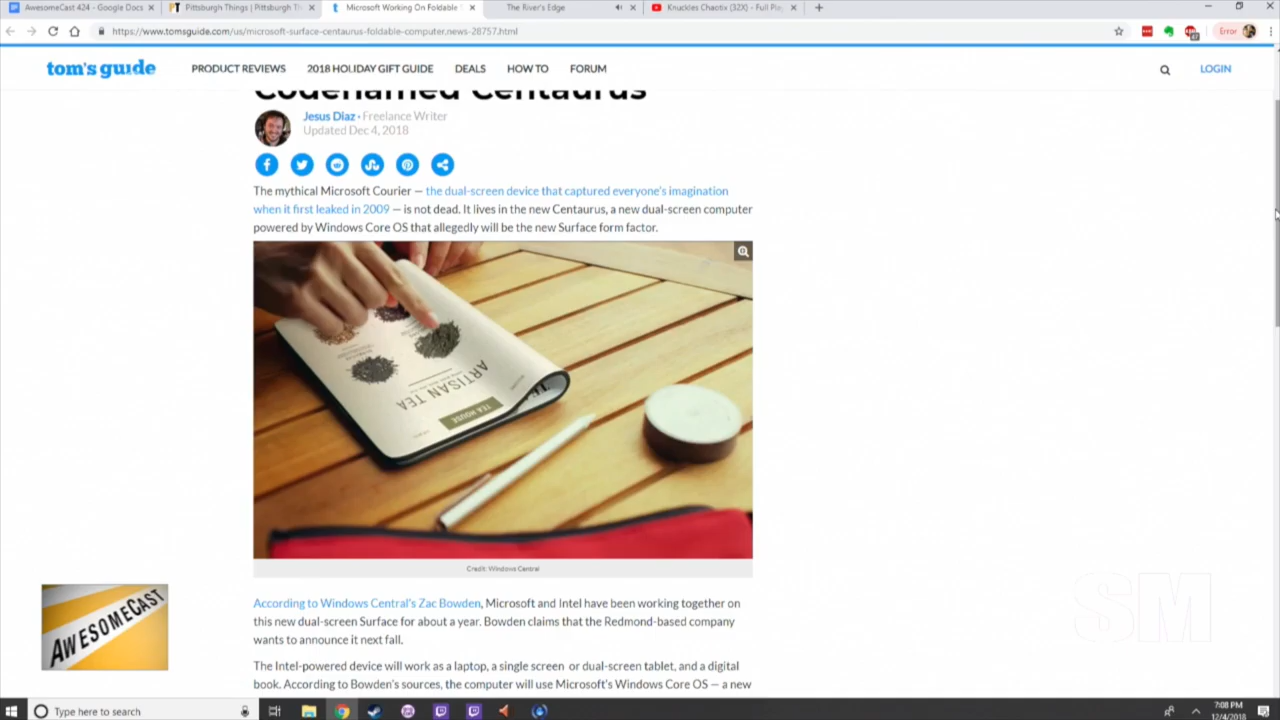 AwesomeCast 424 - Google Docs
Pittsburgh Things | Pittsburgh Th
Microsoft Working On Foldable
The River's Edge
Knuckles Chaotix (32X) - Full Play
https://www.tomsguide.com/us/microsoft-surface-centaurus-foldable-computer,news-28757.html
Error
tom's guide
PRODUCT REVIEWS
2018 HOLIDAY GIFT GUIDE
DEALS
HOW TO
FORUM
LOGIN
Codenamed Centaurus
Jesus Diaz · Freelance Writer
Updated Dec 4, 2018
The mythical Microsoft Courier — the dual-screen device that captured everyone's imagination
when it first leaked in 2009 — is not dead. It lives in the new Centaurus, a new dual-screen computer
powered by Windows Core OS that allegedly will be the new Surface form factor.
ARTISAN TEA
TEA HOUSE
Credit: Windows Central
AWESOMECAST
SM
According to Windows Central's Zac Bowden, Microsoft and Intel have been working together on
this new dual-screen Surface for about a year. Bowden claims that the Redmond-based company
wants to announce it next fall.
The Intel-powered device will work as a laptop, a single screen or dual-screen tablet, and a digital
book. According to Bowden's sources, the computer will use Microsoft's Windows Core OS — a new
Type here to search
7:08 PM
12/4/2018